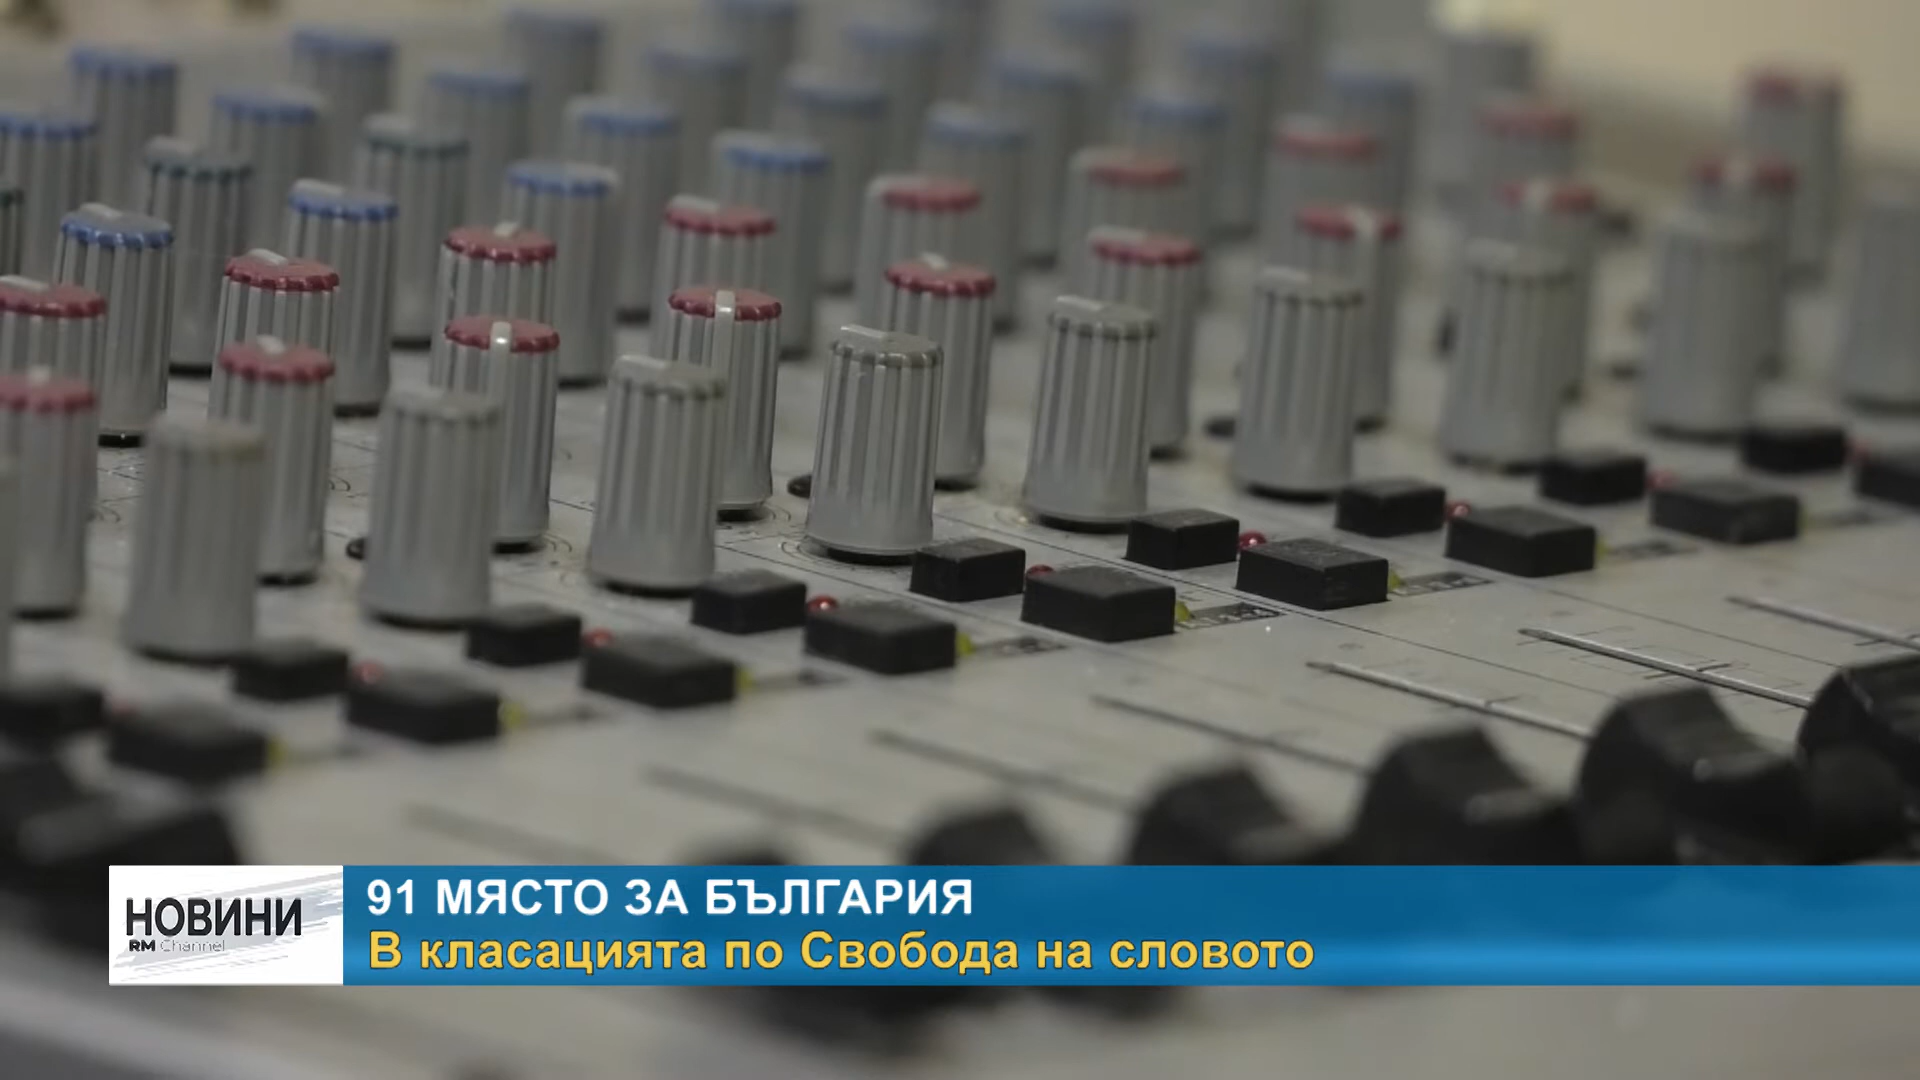 91 МЯСТО ЗА БЪЛГАРИЯ
В класацията по Свобода на словото
НОВИНИ
RM Channel